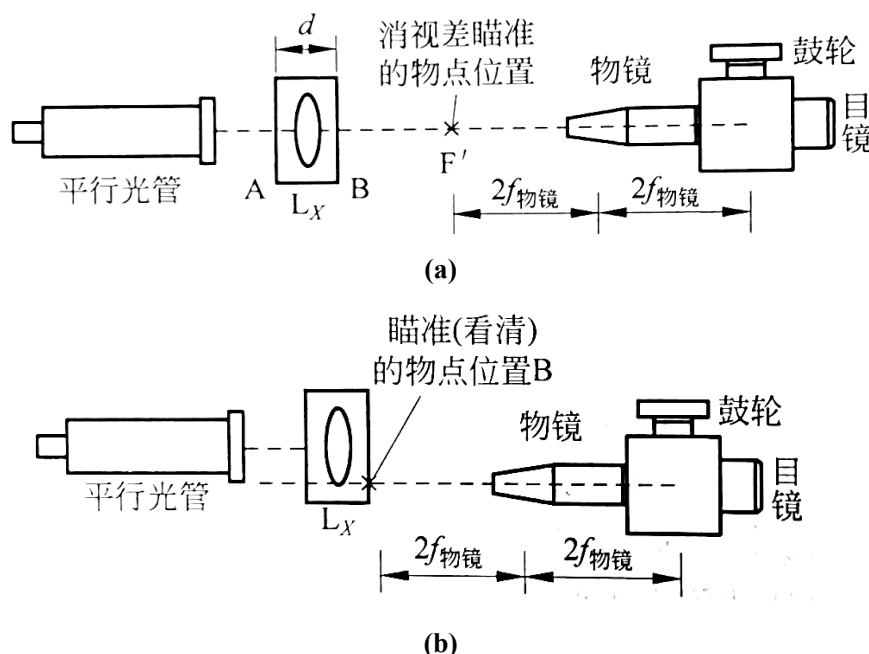 d
消视差瞄准
的物点位置
物镜
鼓轮
目
镜
F'
平行光管
A
B
L_X
2f物镜
2f物镜
(a)
瞄准(看清)
的物点位置B
物镜
鼓轮
目
镜
平行光管
L_X
2f物镜
2f物镜
(b)